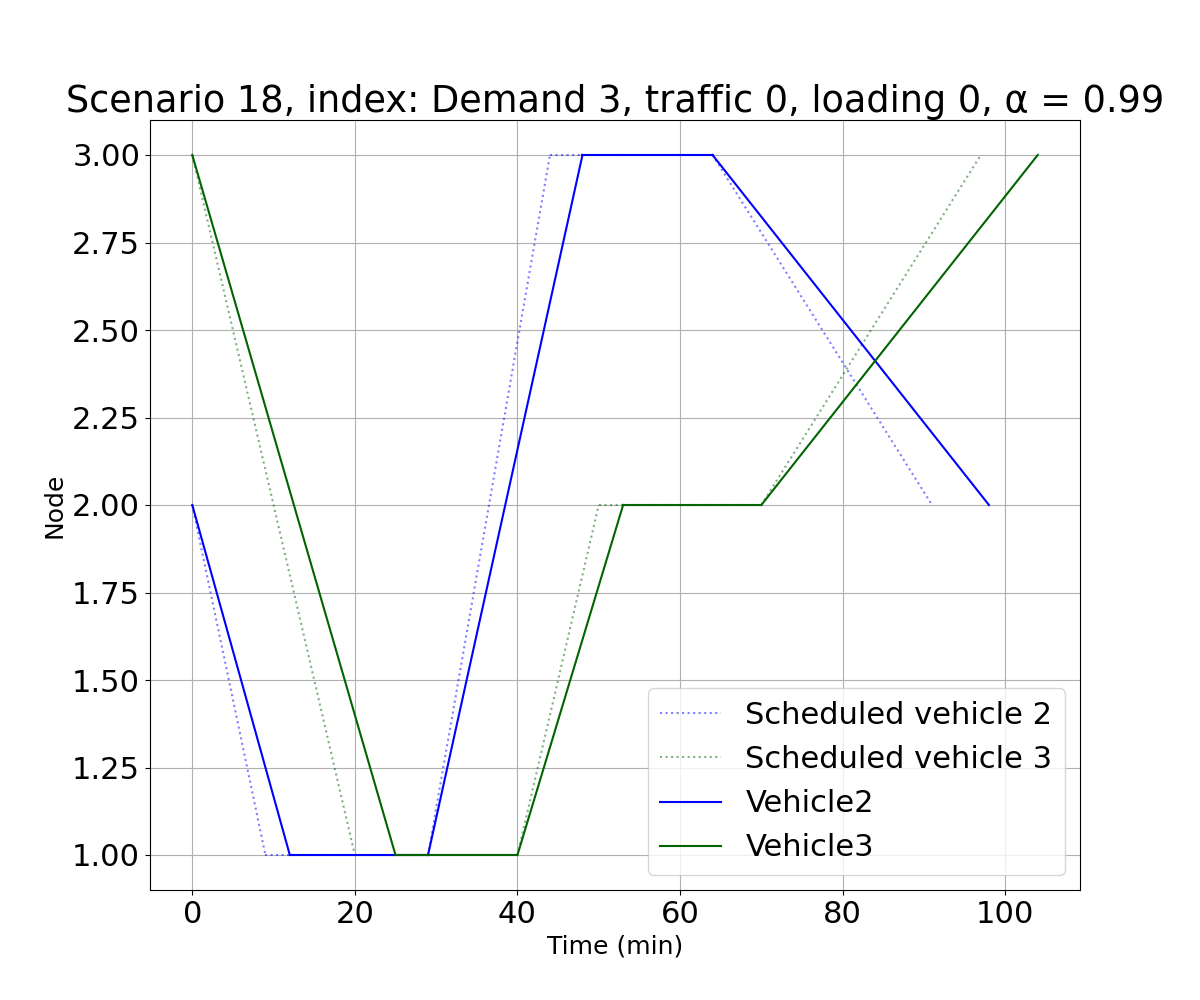 Scenario 18, index: Demand 3, traffic 0, loading 0, α = 0.99
3.00
2.75
2.50
2.25
2.00
1.75
1.50
1.25
1.00
Node
0 20 40 60 80 100
Time (min)
Scheduled vehicle 2
Scheduled vehicle 3
Vehicle2
Vehicle3